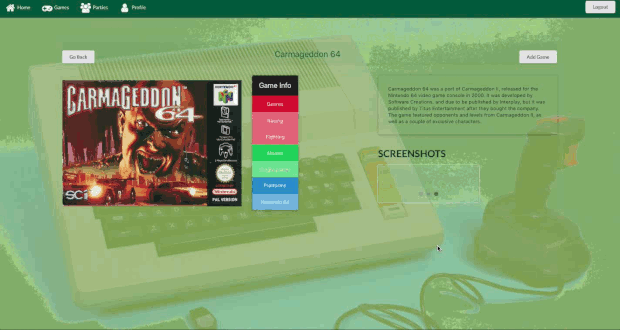 Home
Games
Parties
Profile
Logout
Go Back
Carmageddon 64
Add Game
CARMAGEDDON
64
NINTENDO 64
SCi
Nintendo
PAL VERSION
Game Info
Genres
Racing
Fighting
Platforms
Nintendo 64
Carmageddon 64 was a port of Carmageddon II, released for the
Nintendo 64 video game console in 2000. It was developed by
Software Creations, and due to be published by Interplay, but it was
published by Titus Entertainment after they bought the company.
The game featured opponents and levels from Carmageddon II, as
well as a couple of exclusive characters.
SCREENSHOTS